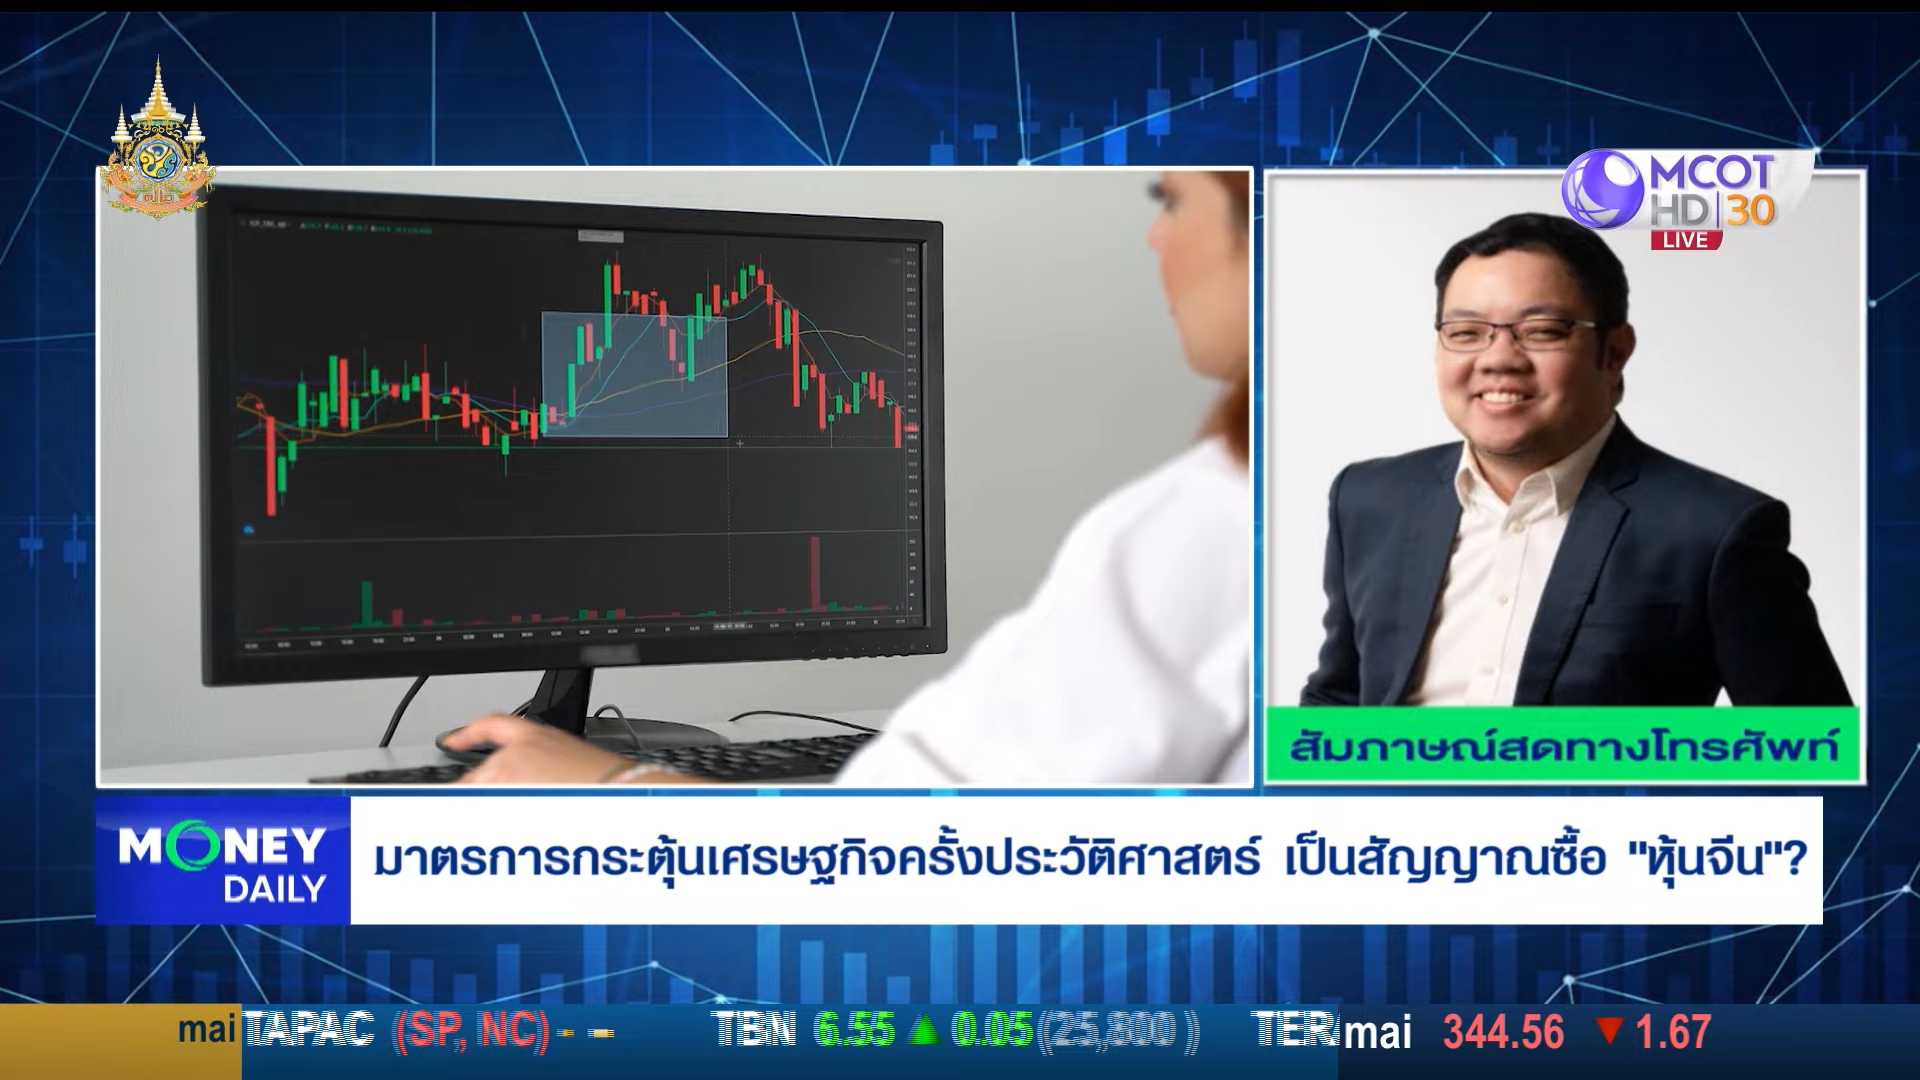 MCOT
HD 30
LIVE
สัมภาษณ์สดทางโทรศัพท์
MONEY
DAILY
มาตรการกระตุ้นเศรษฐกิจครั้งประวัติศาสตร์ เป็นสัญญาณซื้อ "หุ้นจีน"?
mai TAPAC (SP, NC) - - TBN 6.55 ▲ 0.05 (25,800) TER mai 344.56 ▼ 1.67